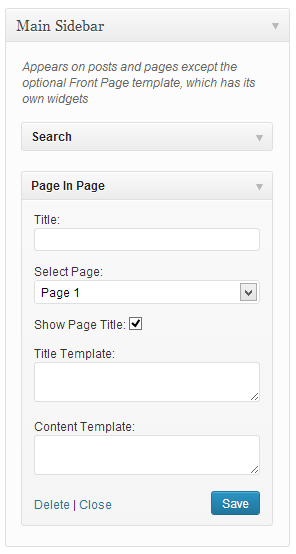 Main Sidebar
Appears on posts and pages except the
optional Front Page template, which has its
own widgets
Search
Page In Page
Title:
Select Page:
Page 1
Show Page Title:
Title Template:
Content Template:
Delete | Close
Save